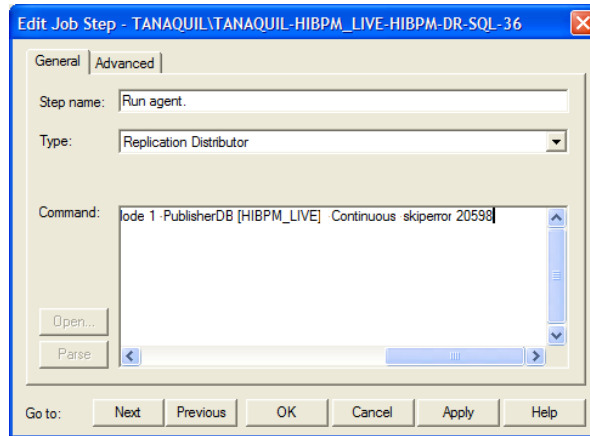 Edit Job Step - TANAQUIL\TANAQUIL-HIBPM_LIVE-HIBPM-DR-SQL-36
General Advanced
Step name: Run agent.
Type: Replication Distributor
Command: lode 1 -PublisherDB [HIBPM_LIVE] -Continuous -skiperror 20598
Open...
Parse
Go to: Next Previous OK Cancel Apply Help